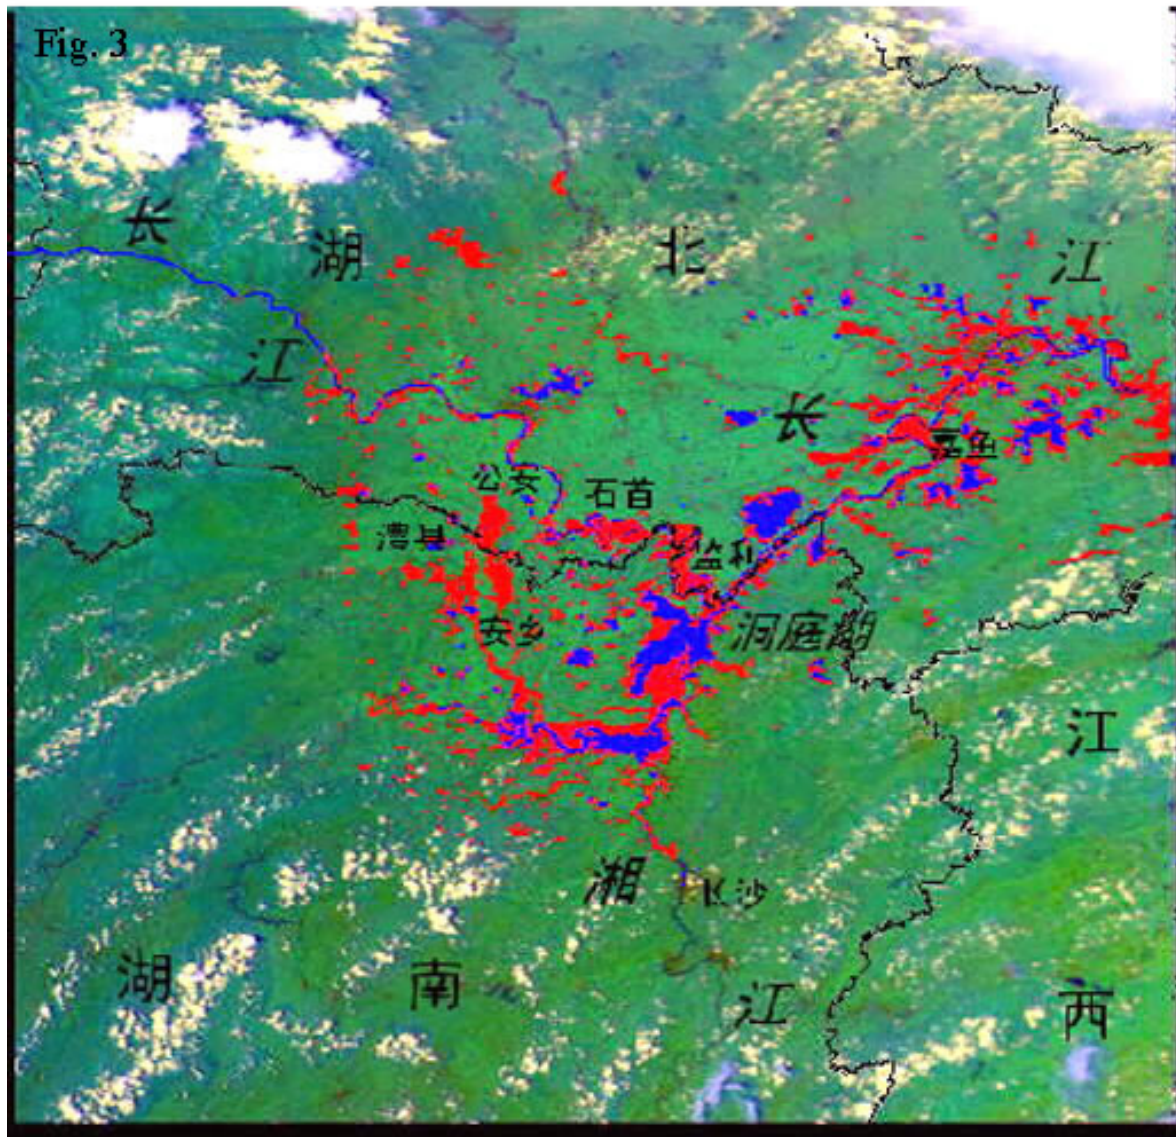 Fig. 3
长
湖
北
江
江
长
嘉鱼
公安
石首
澧县
监利
安乡
洞庭湖
江
湘
长沙
湖
南
江
西